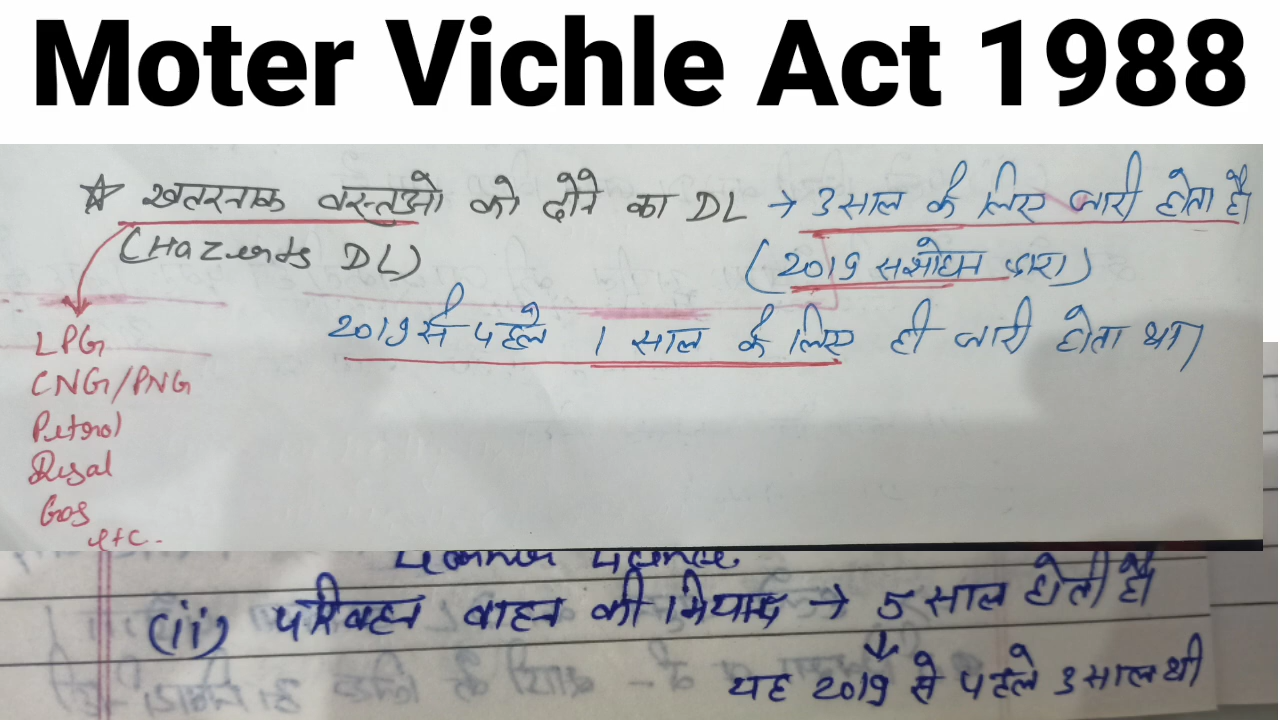 Moter Vichle Act 1988
☆ खतरनाक वस्तुओ को ढोने का DL → 3 साल के लिए जारी होता है
(Hazerds DL) (2019 संशोधन द्वारा)
2019 से पहले 1 साल के लिए ही जारी होता था।
LPG
CNG/PNG
Petrol
Disal
Gas
etc..
(ii) परिवहन वाहन की मियाद → 5 साल होती है
↓
यह 2019 से पहले 3 साल थी